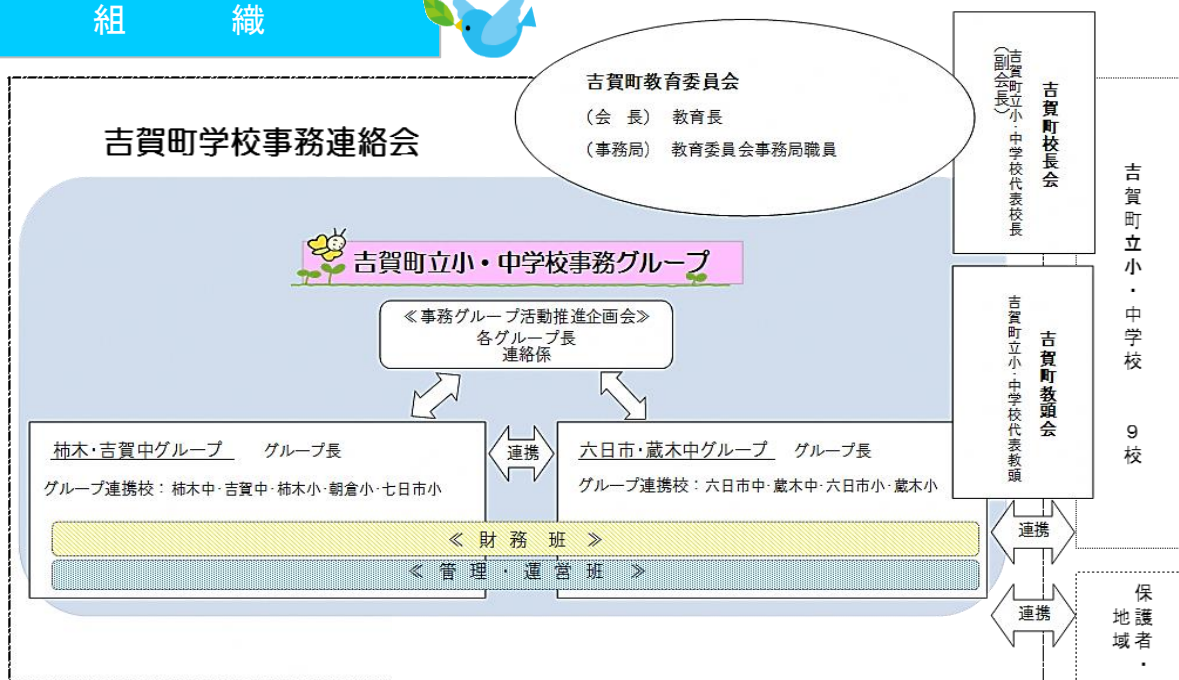 組 織
吉賀町学校事務連絡会
吉賀町教育委員会
(会 長) 教育長
(事務局) 教育委員会事務局職員
吉賀町校長会
吉賀町立小・中学校代表校長
(副会長)
吉賀町教頭会
吉賀町立小・中学校代表教頭
吉賀町立小・中学校 9校
吉賀町立小・中学校事務グループ
≪事務グループ活動推進企画会≫
各グループ長
連絡係
柿木・吉賀中グループ グループ長
グループ連携校:柿木中・吉賀中・柿木小・朝倉小・七日市小
連携
六日市・蔵木中グループ グループ長
グループ連携校:六日市中・蔵木中・六日市小・蔵木小
≪ 財 務 班 ≫
≪ 管 理 ・ 運 営 班 ≫
連携
連携
保護者・
地域